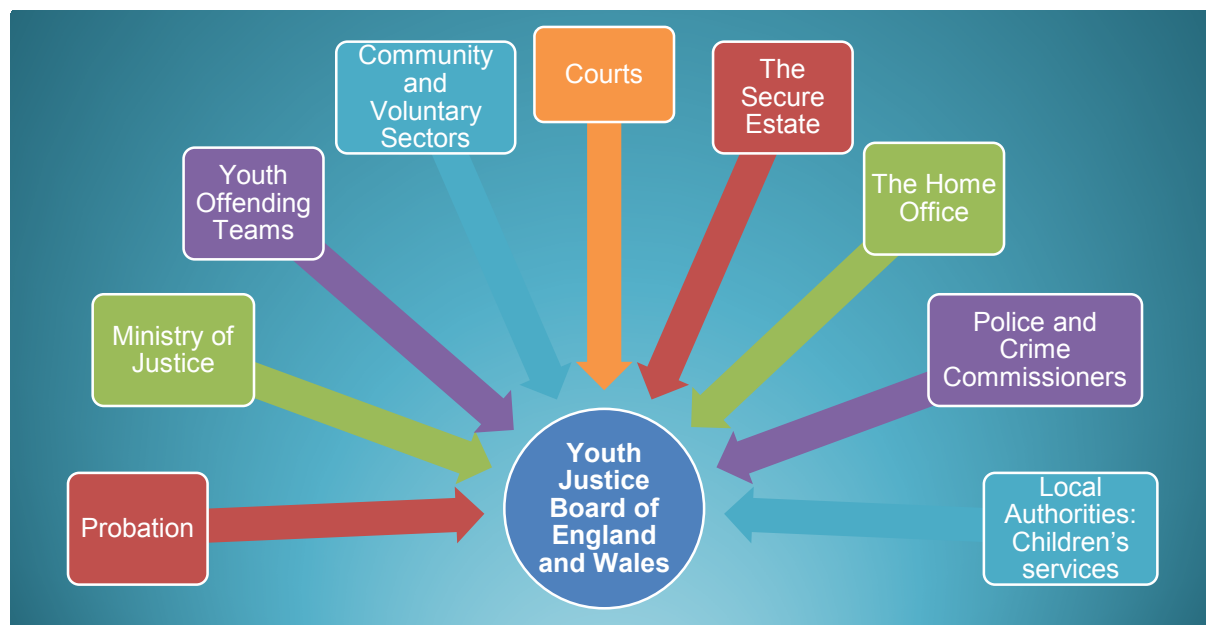 Community
and
Voluntary
Sectors
Courts
The
Secure
Estate
Youth
Offending
Teams
The Home
Office
Ministry of
Justice
Police and
Crime
Commissioners
Probation
Youth
Justice
Board of
England
and Wales
Local
Authorities:
Children’s
services